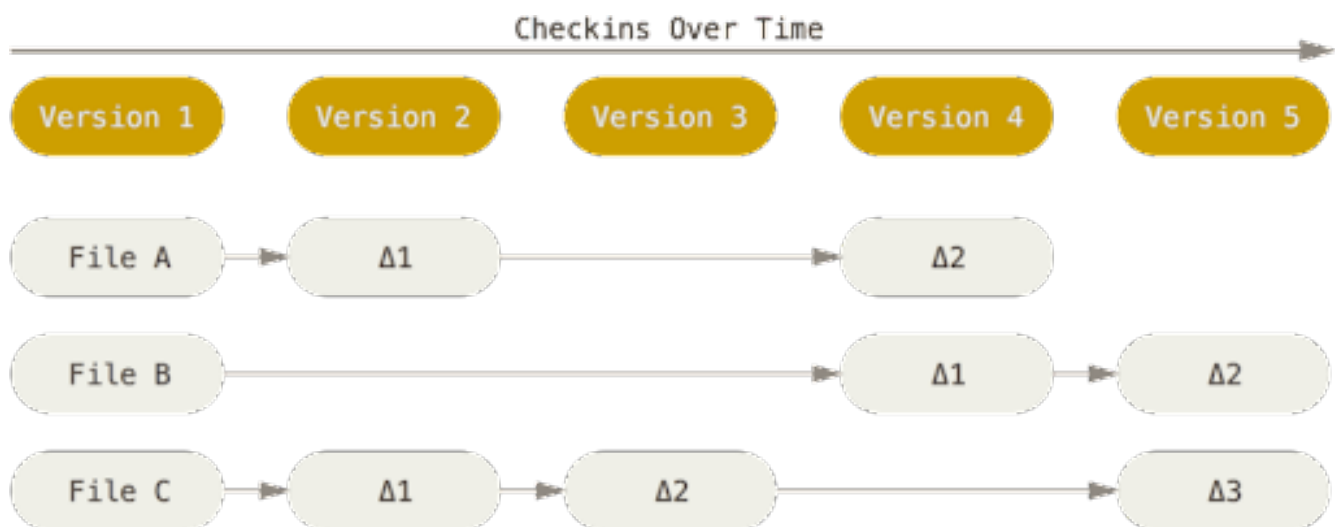 Checkins Over Time
Version 1 Version 2 Version 3 Version 4 Version 5
File A Δ1 Δ2
File B Δ1 Δ2
File C Δ1 Δ2 Δ3